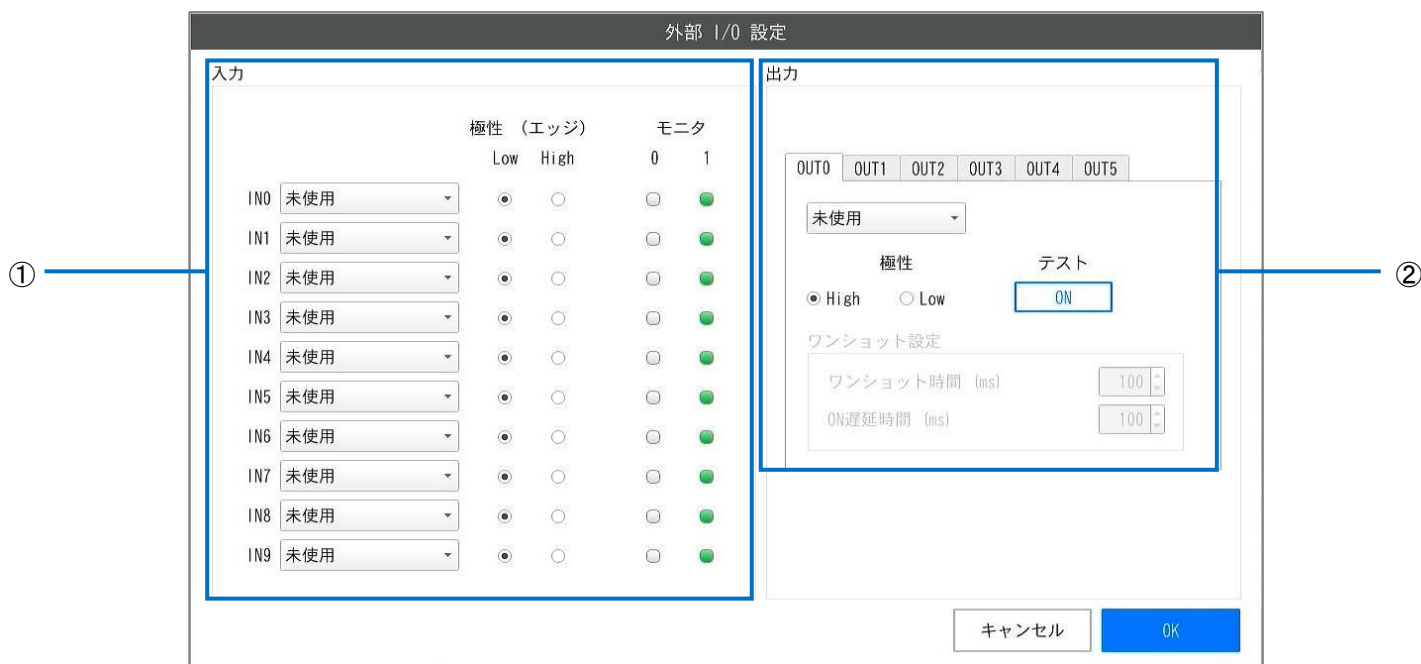 外部 I/O 設定
入力
極性 (エッジ) モニタ
Low High 0 1
IN0 未使用
IN1 未使用
IN2 未使用
IN3 未使用
IN4 未使用
IN5 未使用
IN6 未使用
IN7 未使用
IN8 未使用
IN9 未使用
①
出力
OUT0 OUT1 OUT2 OUT3 OUT4 OUT5
未使用
極性 テスト
High Low ON
ワンショット設定
ワンショット時間 (ms) 100
ON遅延時間 (ms) 100
②
キャンセル OK